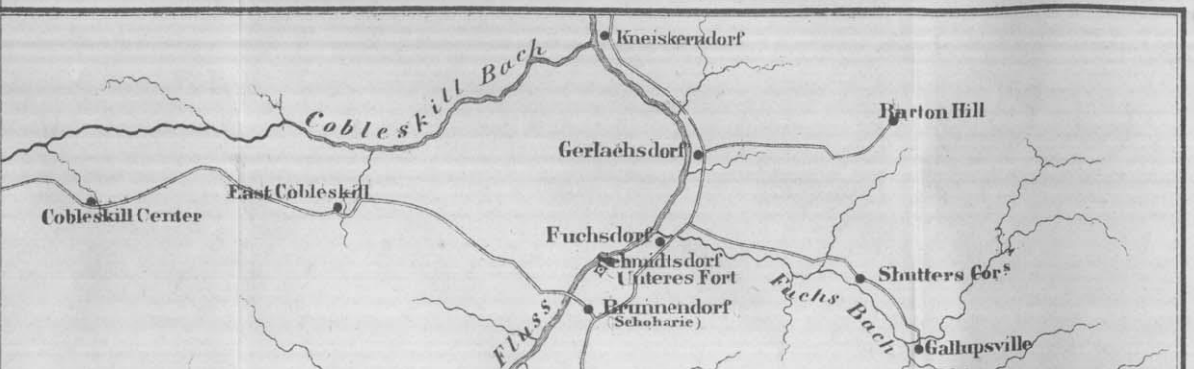 Kneiskerndorf
Cobleskill Bach
Barton Hill
Gerlachsdorf
East Cobleskill
Cobleskill Center
Fuchsdorf
Schmidtsdorf
Unteres Fort
Shutters Cor.s
Fuchs Bach
Brunnendorf
(Schoharie)
Fluss
Gallupsville